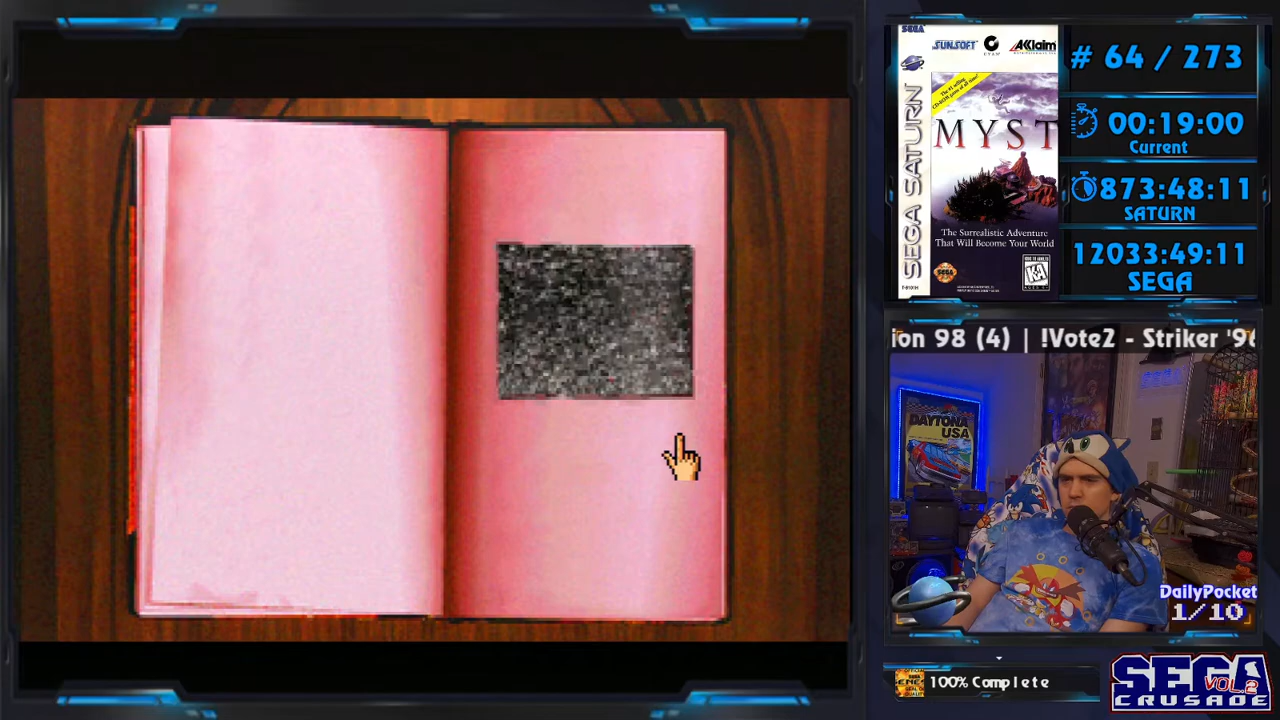 SEGA
SUNSOFT
CYAN
AKклaim
SEGA SATURN
MYST
The Surrealistic Adventure
That Will Become Your World
K-A
# 64 / 273
00:19:00
Current
873:48:11
SATURN
12033:49:11
SEGA
ion 98 (4) | !Vote2 - Striker '96
DAYTONA
USA
DailyPocket
1/10
100% Complete
SEGA
VOL.2
CRUSADE